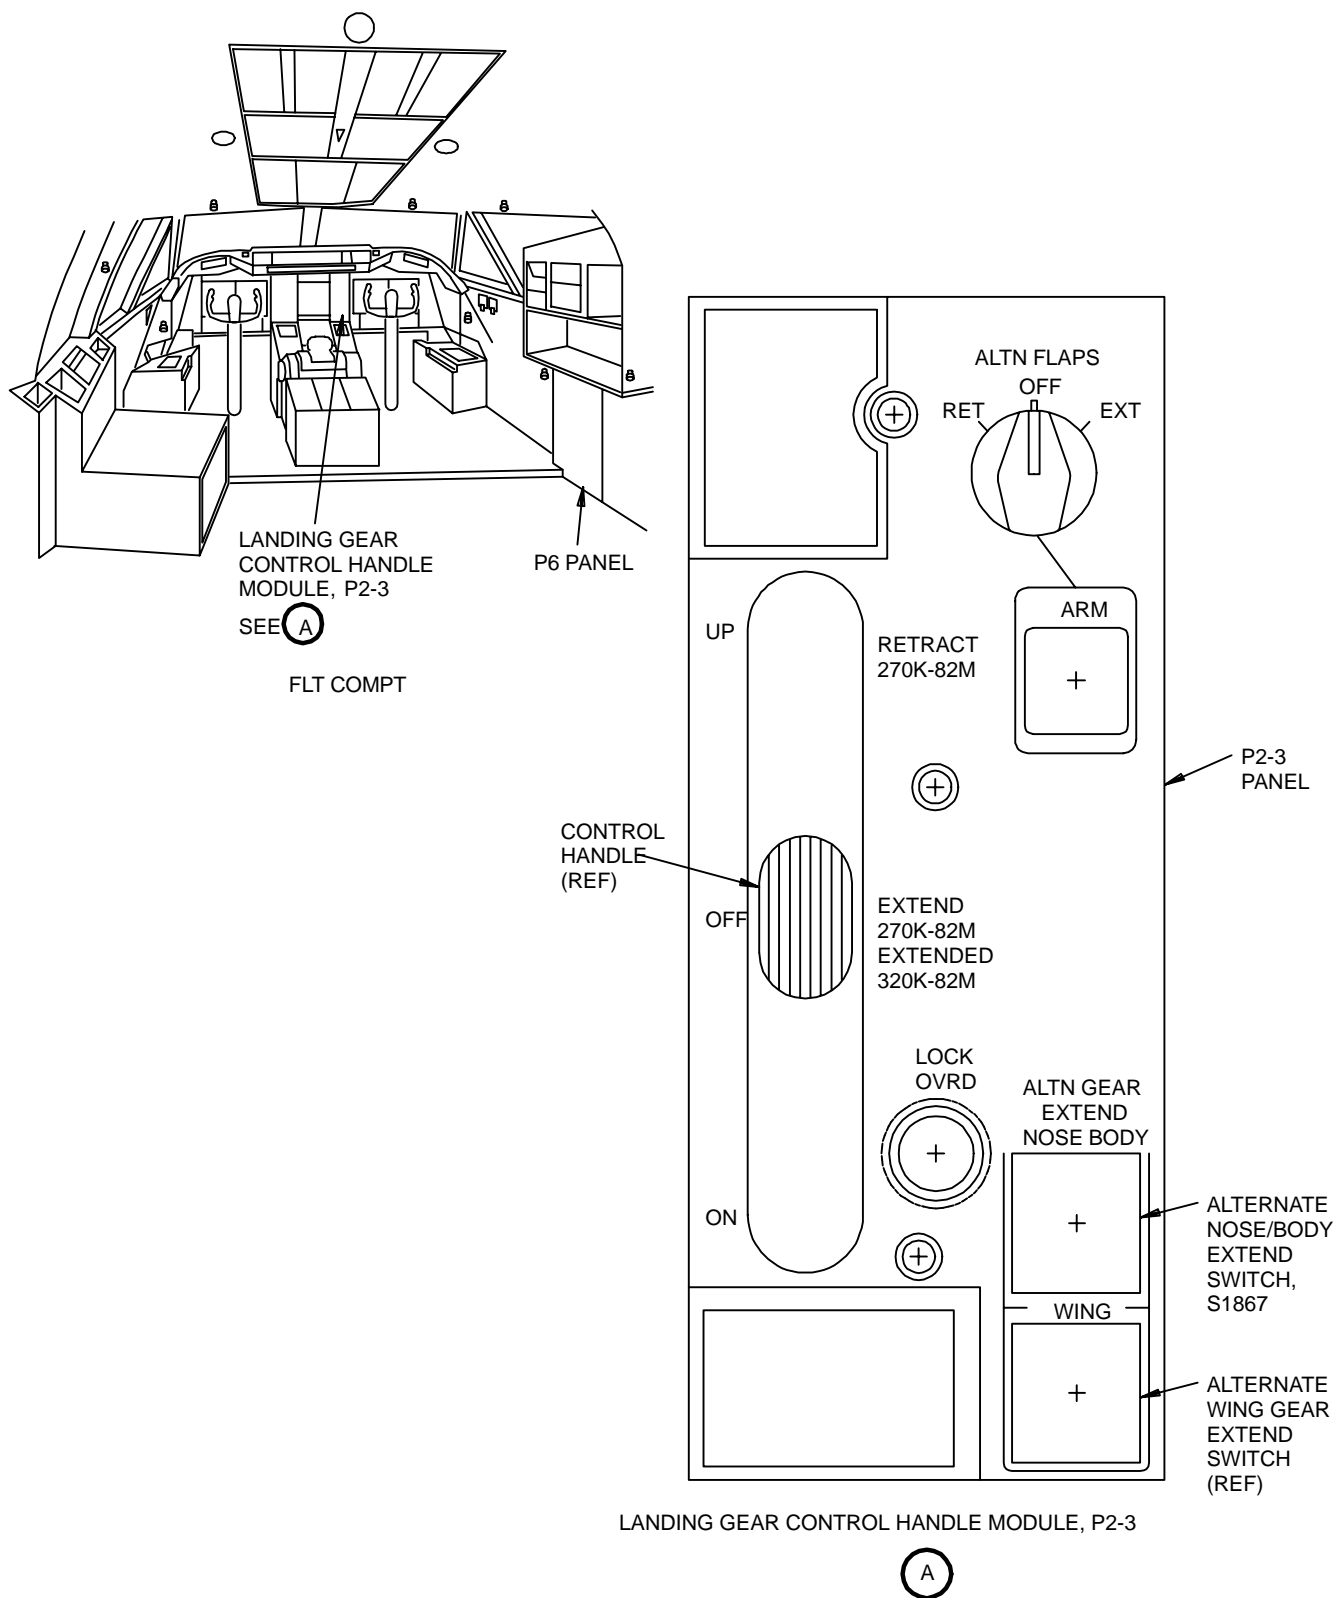 LANDING GEAR
CONTROL HANDLE
MODULE, P2-3
SEE A
P6 PANEL
FLT COMPT
ALTN FLAPS
OFF
RET
EXT
ARM
UP
RETRACT
270K-82M
P2-3
PANEL
CONTROL
HANDLE
(REF)
OFF
EXTEND
270K-82M
EXTENDED
320K-82M
LOCK
OVRD
ALTN GEAR
EXTEND
NOSE BODY
ON
ALTERNATE
NOSE/BODY
EXTEND
SWITCH,
S1867
WING
ALTERNATE
WING GEAR
EXTEND
SWITCH
(REF)
LANDING GEAR CONTROL HANDLE MODULE, P2-3
A